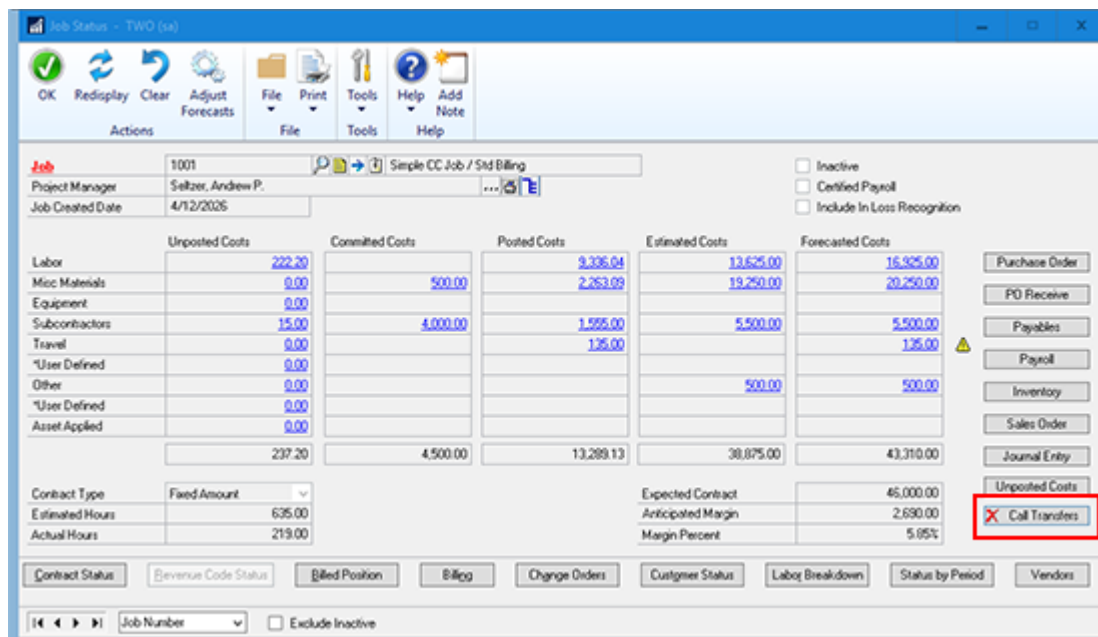 Job Status - TWO (sa)
OK Redisplay Clear Adjust Forecasts File Print Tools Help Add Note
Actions File Tools Help
Job 1001 Simple CC Job / Std Billing Inactive
Project Manager Seltzer, Andrew P. Certified Payroll
Job Created Date 4/12/2026 Include In Loss Recognition
Unposted Costs Committed Costs Posted Costs Estimated Costs Forecasted Costs
Labor 222.20 9,336.04 13,625.00 16,925.00 Purchase Order
Misc Materials 0.00 500.00 2,263.09 19,250.00 20,250.00 PO Receive
Equipment 0.00
Subcontractors 15.00 4,000.00 1,555.00 5,500.00 5,500.00 Payables
Travel 0.00 135.00 135.00
*User Defined 0.00 Payroll
Other 0.00 500.00 500.00 Inventory
*User Defined 0.00
Asset Applied 0.00 Sales Order
237.20 4,500.00 13,289.13 38,875.00 43,310.00 Journal Entry
Contract Type Fixed Amount Expected Contract 46,000.00 Unposted Costs
Estimated Hours 635.00 Anticipated Margin 2,690.00 Call Transfers
Actual Hours 219.00 Margin Percent 5.85%
Contract Status Revenue Code Status Billed Position Billing Change Orders Customer Status Labor Breakdown Status by Period Vendors
Job Number Exclude Inactive